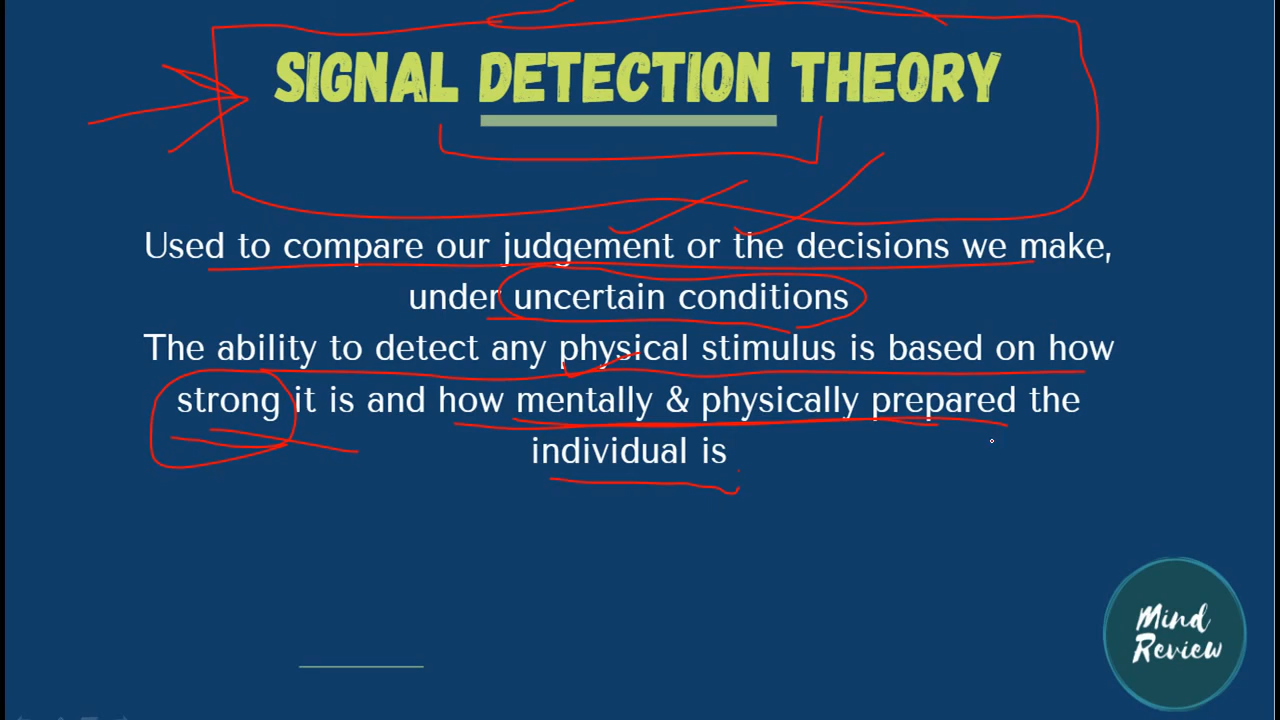 SIGNAL DETECTION THEORY
Used to compare our judgement or the decisions we make,
under uncertain conditions
The ability to detect any physical stimulus is based on how
strong it is and how mentally & physically prepared the
individual is
Mind
Review